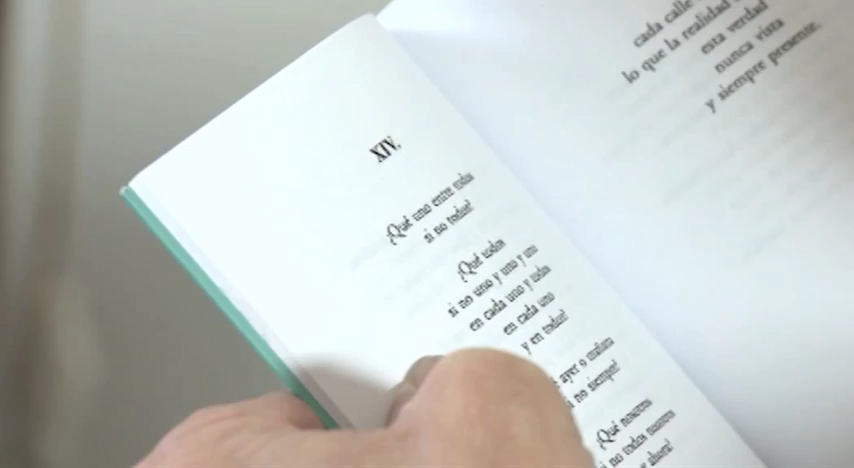 XIV.
¡Qué uno entre todos
si no todos!
¡Qué todos
si no uno y uno y uno
en cada uno y todos
en cada uno
y en todos!
ayer o mañana
si no siempre!
¡Qué nosotros
si no todos nosotros
ahora!
cada calle
lo que la realidad
esta verdad
nunca vista
y siempre presente.